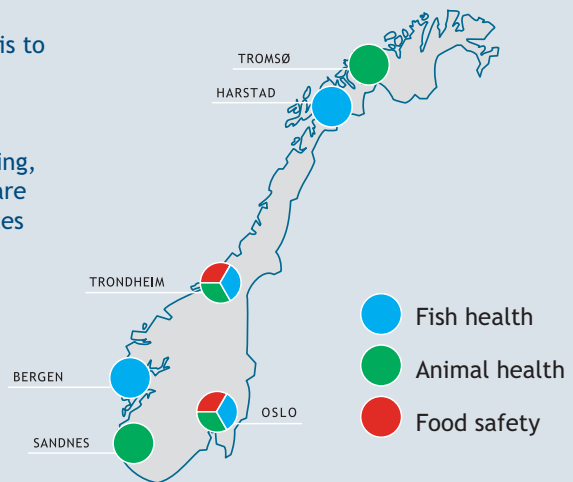 is to
ing,
are
es
TROMSØ
HARSTAD
TRONDHEIM
BERGEN
OSLO
SANDNES
Fish health
Animal health
Food safety